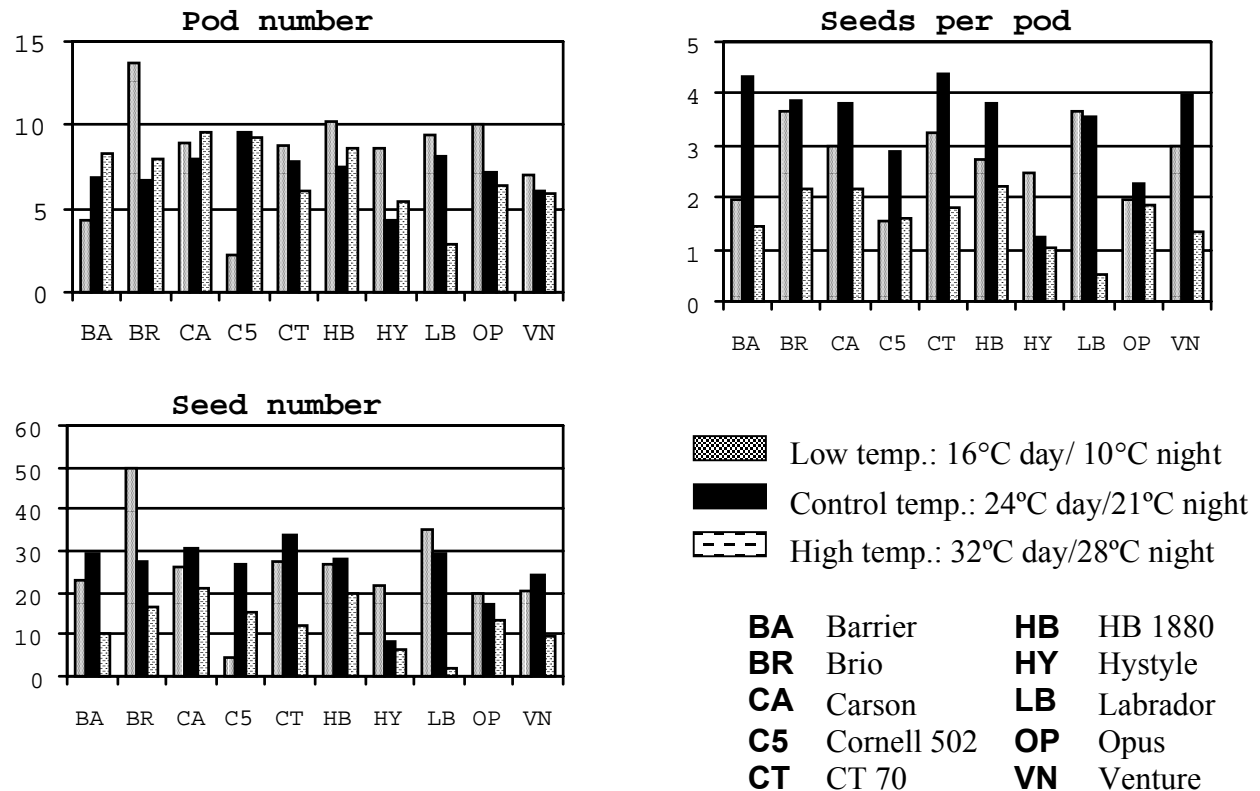 Pod number
15
10
5
0
BA BR CA C5 CT HB HY LB OP VN
Seeds per pod
5
4
3
2
1
0
BA BR CA C5 CT HB HY LB OP VN
Seed number
60
50
40
30
20
10
0
BA BR CA C5 CT HB HY LB OP VN
Low temp.: 16°C day/ 10°C night
Control temp.: 24ºC day/21ºC night
High temp.: 32ºC day/28ºC night
BA Barrier HB HB 1880
BR Brio HY Hystyle
CA Carson LB Labrador
C5 Cornell 502 OP Opus
CT CT 70 VN Venture